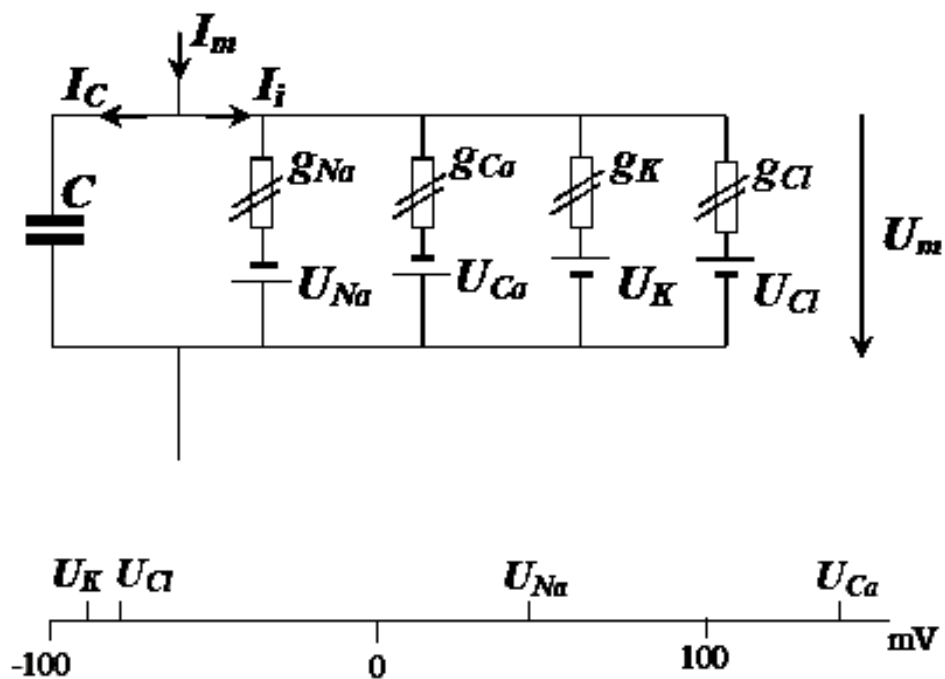 I_m
I_C I_i
C g_Na g_Ca g_K g_Cl
U_m
U_Na U_Ca U_K U_Cl
U_K U_Cl U_Na U_Ca
-100 0 100 mV